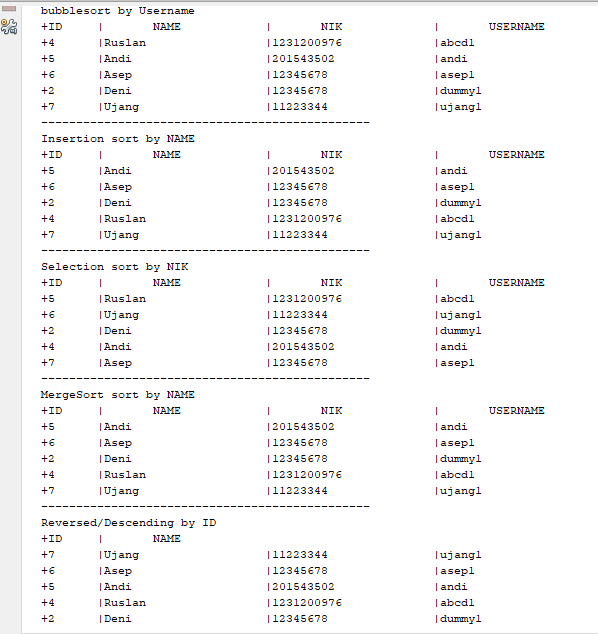 bubblesort by Username
+ID | NAME | NIK | USERNAME
+4 |Ruslan |1231200976 |abcd1
+5 |Andi |201543502 |andi
+6 |Asep |12345678 |asep1
+2 |Deni |12345678 |dummy1
+7 |Ujang |11223344 |ujang1
-----------------------------------------------
Insertion sort by NAME
+ID | NAME | NIK | USERNAME
+5 |Andi |201543502 |andi
+6 |Asep |12345678 |asep1
+2 |Deni |12345678 |dummy1
+4 |Ruslan |1231200976 |abcd1
+7 |Ujang |11223344 |ujang1
-----------------------------------------------
Selection sort by NIK
+ID | NAME | NIK | USERNAME
+5 |Ruslan |1231200976 |abcd1
+6 |Ujang |11223344 |ujang1
+2 |Deni |12345678 |dummy1
+4 |Andi |201543502 |andi
+7 |Asep |12345678 |asep1
-----------------------------------------------
MergeSort sort by NAME
+ID | NAME | NIK | USERNAME
+5 |Andi |201543502 |andi
+6 |Asep |12345678 |asep1
+2 |Deni |12345678 |dummy1
+4 |Ruslan |1231200976 |abcd1
+7 |Ujang |11223344 |ujang1
-----------------------------------------------
Reversed/Descending by ID
+ID | NAME
+7 |Ujang |11223344 |ujang1
+6 |Asep |12345678 |asep1
+5 |Andi |201543502 |andi
+4 |Ruslan |1231200976 |abcd1
+2 |Deni |12345678 |dummy1